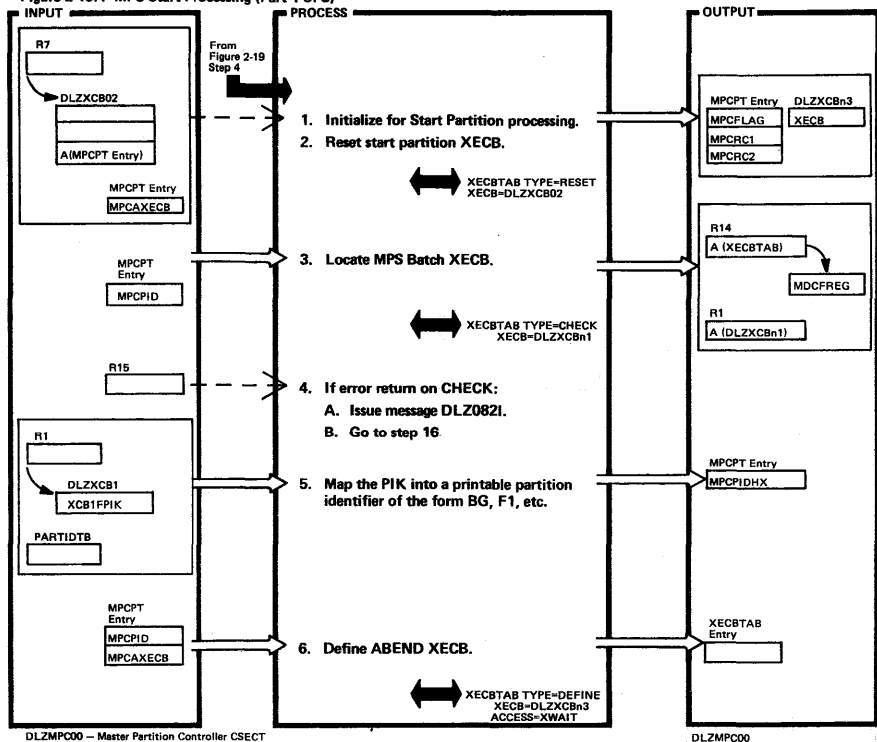 INPUT
PROCESS
OUTPUT
R7
DLZXCB02
A(MPCPT Entry)
MPCPT Entry
MPCAXECB
From
Figure 2-19
Step 4
1. Initialize for Start Partition processing.
2. Reset start partition XECB.
XECBTAB TYPE=RESET
XECB=DLZXCB02
MPCPT Entry
MPCFLAG
MPCRC1
MPCRC2
DLZXCBn3
XECB
MPCPT
Entry
MPCPID
3. Locate MPS Batch XECB.
XECBTAB TYPE=CHECK
XECB=DLZXCBn1
R14
A (XECBTAB)
MDCFREG
R1
A (DLZXCBn1)
R15
4. If error return on CHECK:
A. Issue message DLZ082I.
B. Go to step 16.
R1
DLZXCB1
XCB1FPIK
PARTIDTB
5. Map the PIK into a printable partition
identifier of the form BG, F1, etc.
MPCPT Entry
MPCPIDHX
MPCPT
Entry
MPCPID
MPCAXECB
6. Define ABEND XECB.
XECBTAB TYPE=DEFINE
XECB=DLZXCBn3
ACCESS=XWAIT
XECBTAB
Entry
DLZMPC00 — Master Partition Controller CSECT
DLZMPC00